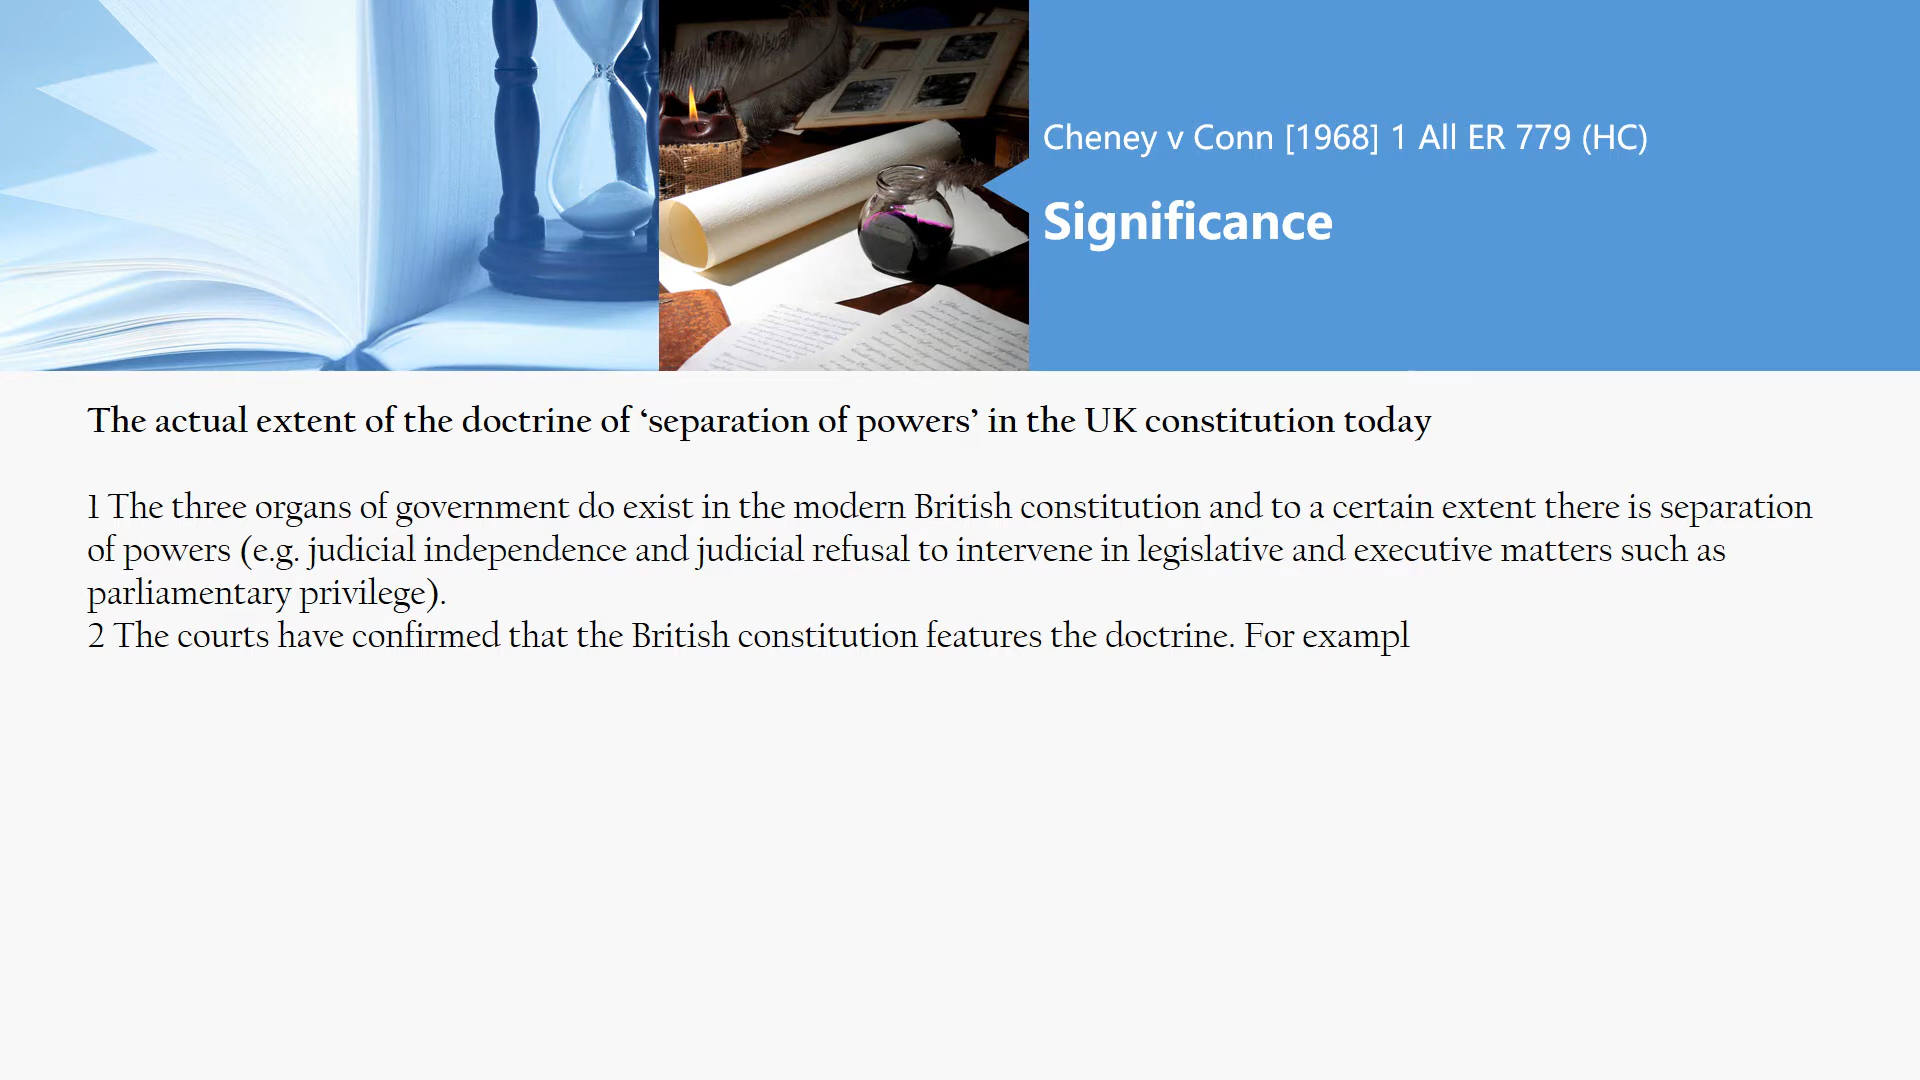 Cheney v Conn [1968] 1 All ER 779 (HC)
Significance
The actual extent of the doctrine of ‘separation of powers’ in the UK constitution today
1 The three organs of government do exist in the modern British constitution and to a certain extent there is separation
of powers (e.g. judicial independence and judicial refusal to intervene in legislative and executive matters such as
parliamentary privilege).
2 The courts have confirmed that the British constitution features the doctrine. For exampl